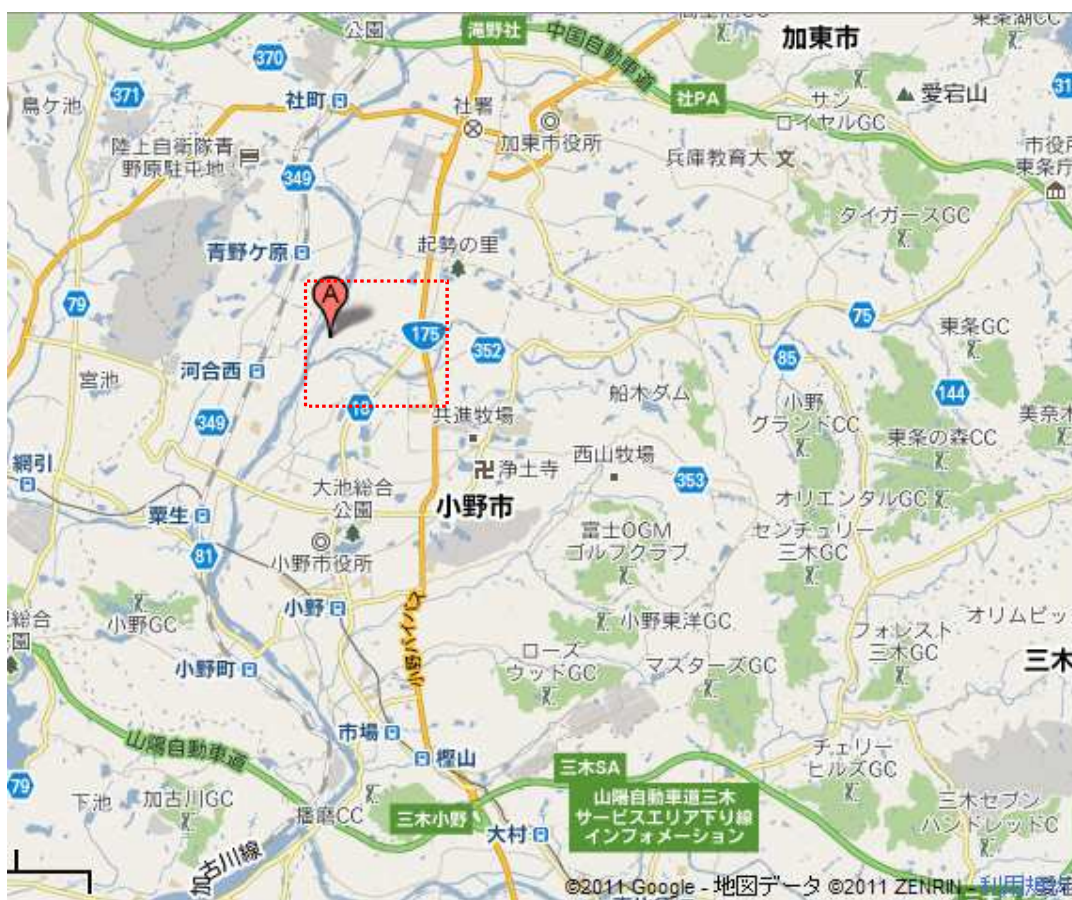 公園
滝野社
中国自動車道
加東市
東条湖CC
370
371
鳥ケ池
社町
社署
加東市役所
社PA
サン
ロイヤルGC
愛宕山
陸上自衛隊青
野原駐屯地
兵庫教育大
東条庁
349
タイガースGC
青野ケ原
起勢の里
A
79
175
75
352
85
東条GC
河合西
宮池
船木ダム
144
小野
グランドCC
349
共進牧場
東条の森CC
網引
浄土寺
西山牧場
353
大池総合
公園
小野市
オリエンタルGC
粟生
富士OGM
ゴルフクラブ
センチュリー
三木GC
81
小野市役所
小野
小野GC
小野東洋GC
オリムピッ
フォレスト
三木GC
小野町
ローズ
ウッドGC
マスターズGC
三木
市場
樫山
山陽自動車道
三木SA
チェリー
ヒルズGC
79
下池
加古川GC
播磨CC
三木小野
大村
山陽自動車道三木
サービスエリア下り線
インフォメーション
三木セブン
ハンドレッドC
加古川線
©2011 Google - 地図データ ©2011 ZENRIN -